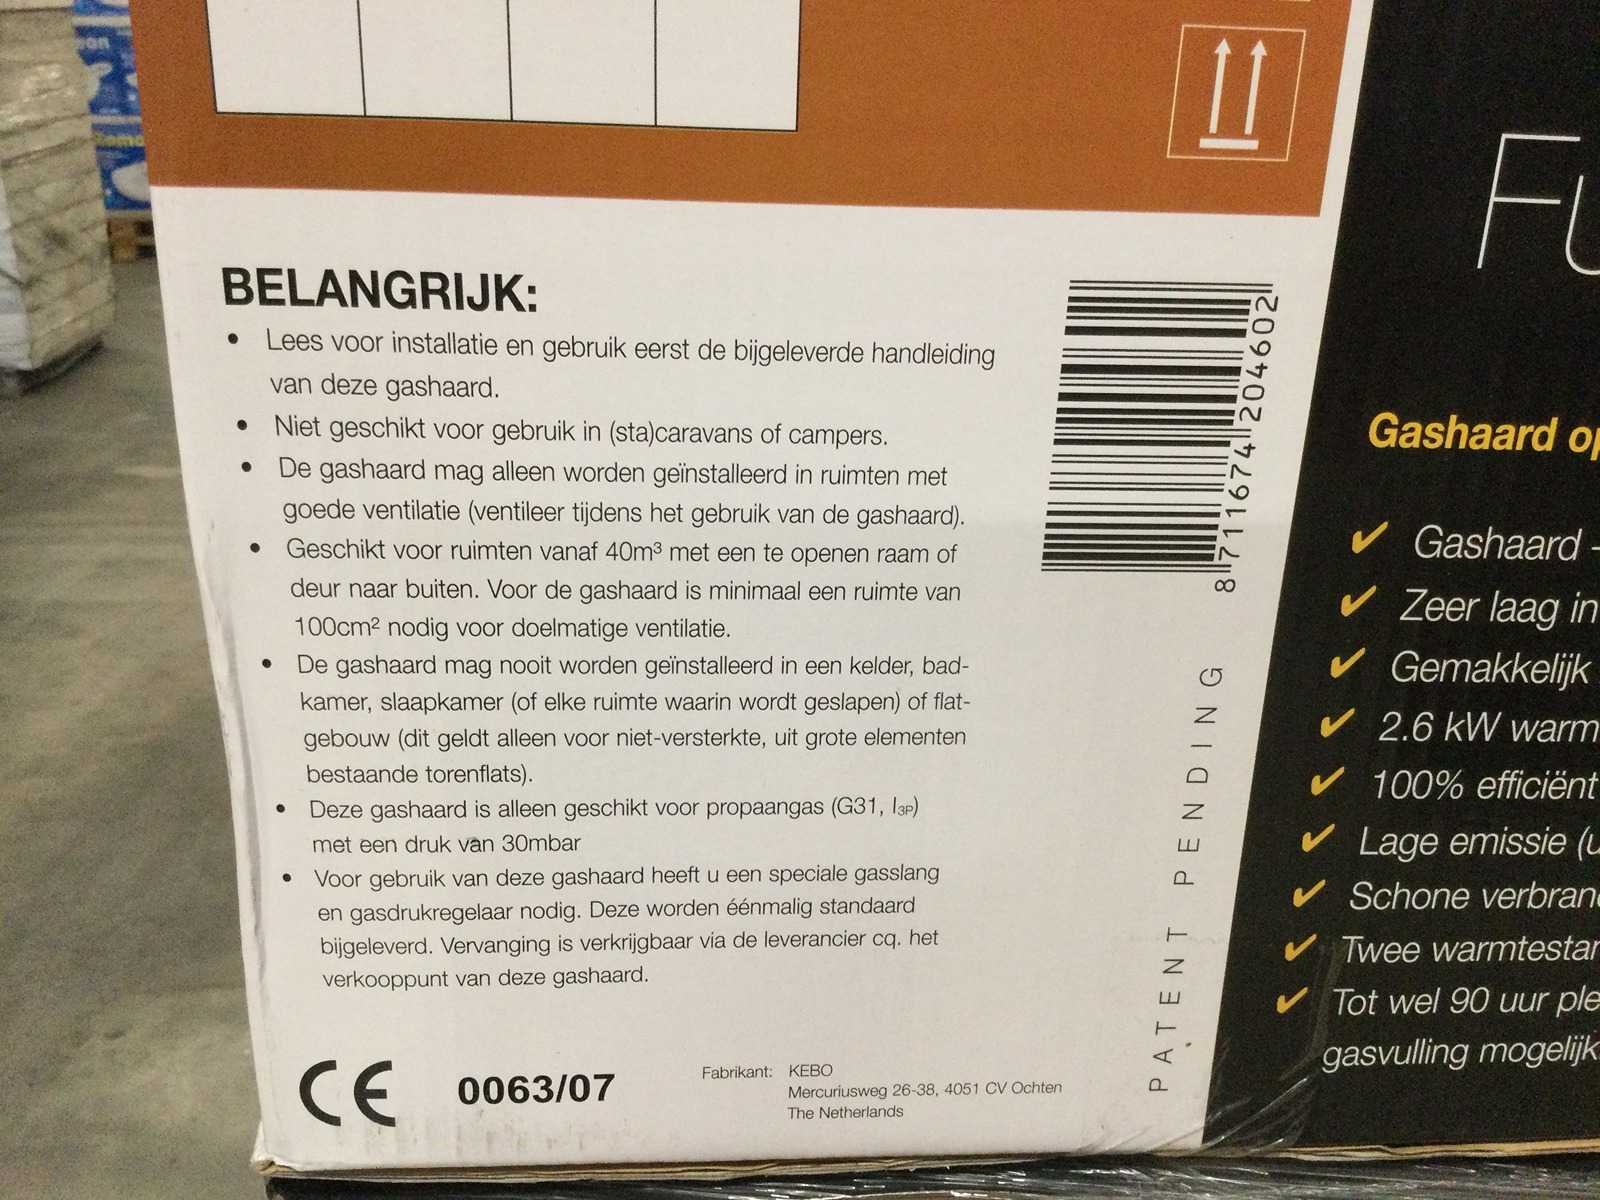 BELANGRIJK:
• Lees voor installatie en gebruik eerst de bijgeleverde handleiding
van deze gashaard.
• Niet geschikt voor gebruik in (sta)caravans of campers.
• De gashaard mag alleen worden geïnstalleerd in ruimten met
goede ventilatie (ventileer tijdens het gebruik van de gashaard).
• Geschikt voor ruimten vanaf 40m³ met een te openen raam of
deur naar buiten. Voor de gashaard is minimaal een ruimte van
100cm² nodig voor doelmatige ventilatie.
• De gashaard mag nooit worden geïnstalleerd in een kelder, bad-
kamer, slaapkamer (of elke ruimte waarin wordt geslapen) of flat-
gebouw (dit geldt alleen voor niet-versterkte, uit grote elementen
bestaande torenflats).
• Deze gashaard is alleen geschikt voor propaangas (G31, I3P)
met een druk van 30mbar
• Voor gebruik van deze gashaard heeft u een speciale gasslang
en gasdrukregelaar nodig. Deze worden éénmalig standaard
bijgeleverd. Vervanging is verkrijgbaar via de leverancier cq. het
verkooppunt van deze gashaard.
CE 0063/07
Fabrikant: KEBO
Mercuriusweg 26-38, 4051 CV Ochten
The Netherlands
8 711674 204602
PATENT PENDING
Gashaard
✔ Gashaard -
✔ Zeer laag
✔ Gemakkelijk
✔ 2.6 kW
✔ 100% efficiënt
✔ Lage emissie
✔ Schone
✔ Twee
✔ Tot wel 90 uur
gasvulling mogelijk